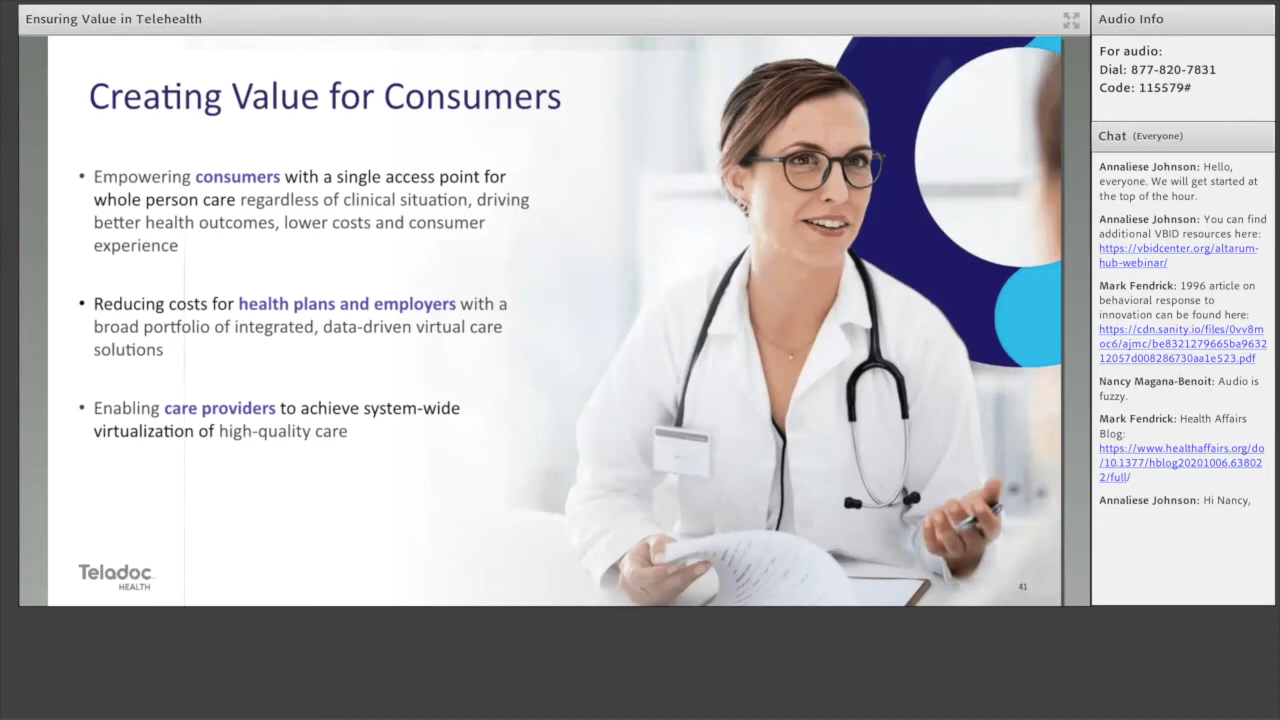 Ensuring Value in Telehealth
Creating Value for Consumers
• Empowering consumers with a single access point for
whole person care regardless of clinical situation, driving
better health outcomes, lower costs and consumer
experience
• Reducing costs for health plans and employers with a
broad portfolio of integrated, data-driven virtual care
solutions
• Enabling care providers to achieve system-wide
virtualization of high-quality care
Teladoc
HEALTH
41
Audio Info
For audio:
Dial: 877-820-7831
Code: 115579#
Chat (Everyone)
Annaliese Johnson: Hello,
everyone. We will get started at
the top of the hour.
Annaliese Johnson: You can find
additional VBID resources here:
https://vbidcenter.org/altarum-
hub-webinar/
Mark Fendrick: 1996 article on
behavioral response to
innovation can be found here:
https://cdn.sanity.io/files/0vv8m
oc6/ajmc/be8321279665ba9632
12057d008286730aa1e523.pdf
Nancy Magana-Benoit: Audio is
fuzzy.
Mark Fendrick: Health Affairs
Blog:
https://www.healthaffairs.org/do
/10.1377/hblog20201006.63802
2/full/
Annaliese Johnson: Hi Nancy,